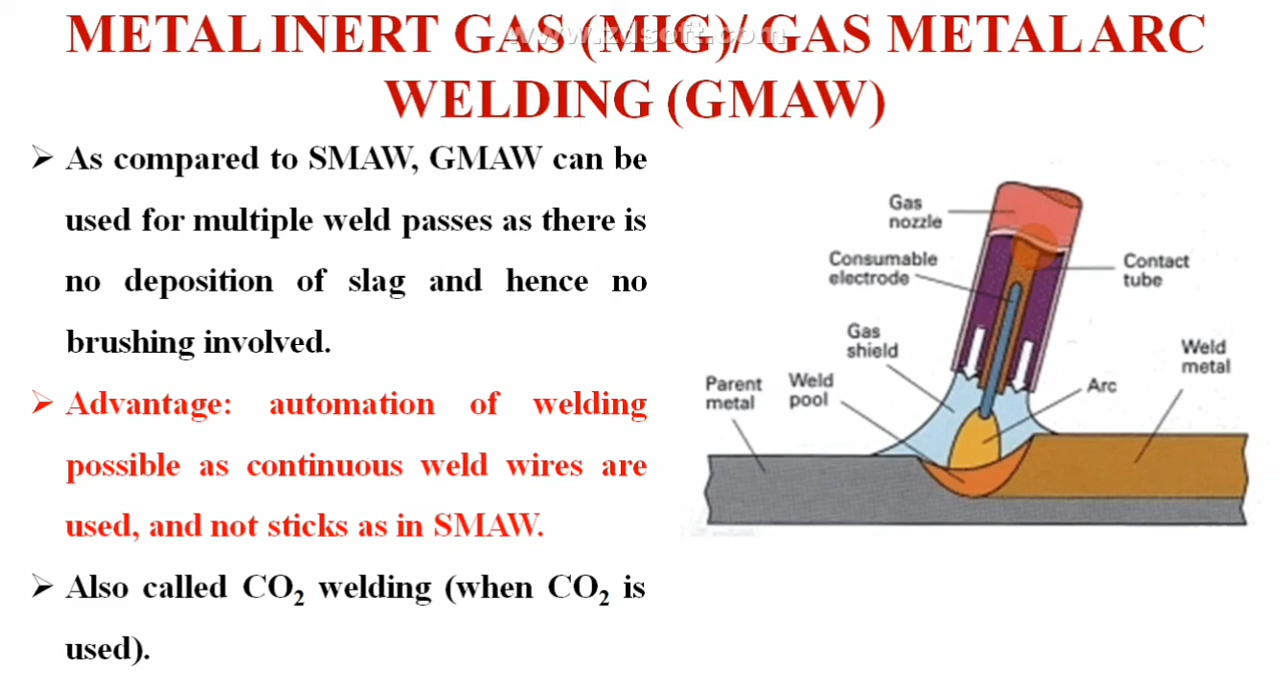 METAL INERT GAS (MIG)/ GAS METAL ARC
WELDING (GMAW)
www.zdsoft.com
➢ As compared to SMAW, GMAW can be
used for multiple weld passes as there is
no deposition of slag and hence no
brushing involved.
➢ Advantage: automation of welding
possible as continuous weld wires are
used, and not sticks as in SMAW.
➢ Also called CO₂ welding (when CO₂ is
used).
Gas
nozzle
Consumable
electrode
Contact
tube
Gas
shield
Weld
metal
Parent
metal
Weld
pool
Arc